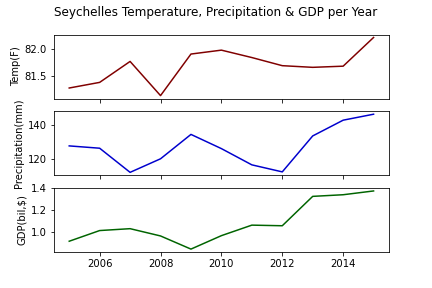 Seychelles Temperature, Precipitation & GDP per Year
Temp(F)
82.0
81.5
Precipitation(mm)
140
120
GDP(bil,$)
1.4
1.2
1.0
2006 2008 2010 2012 2014